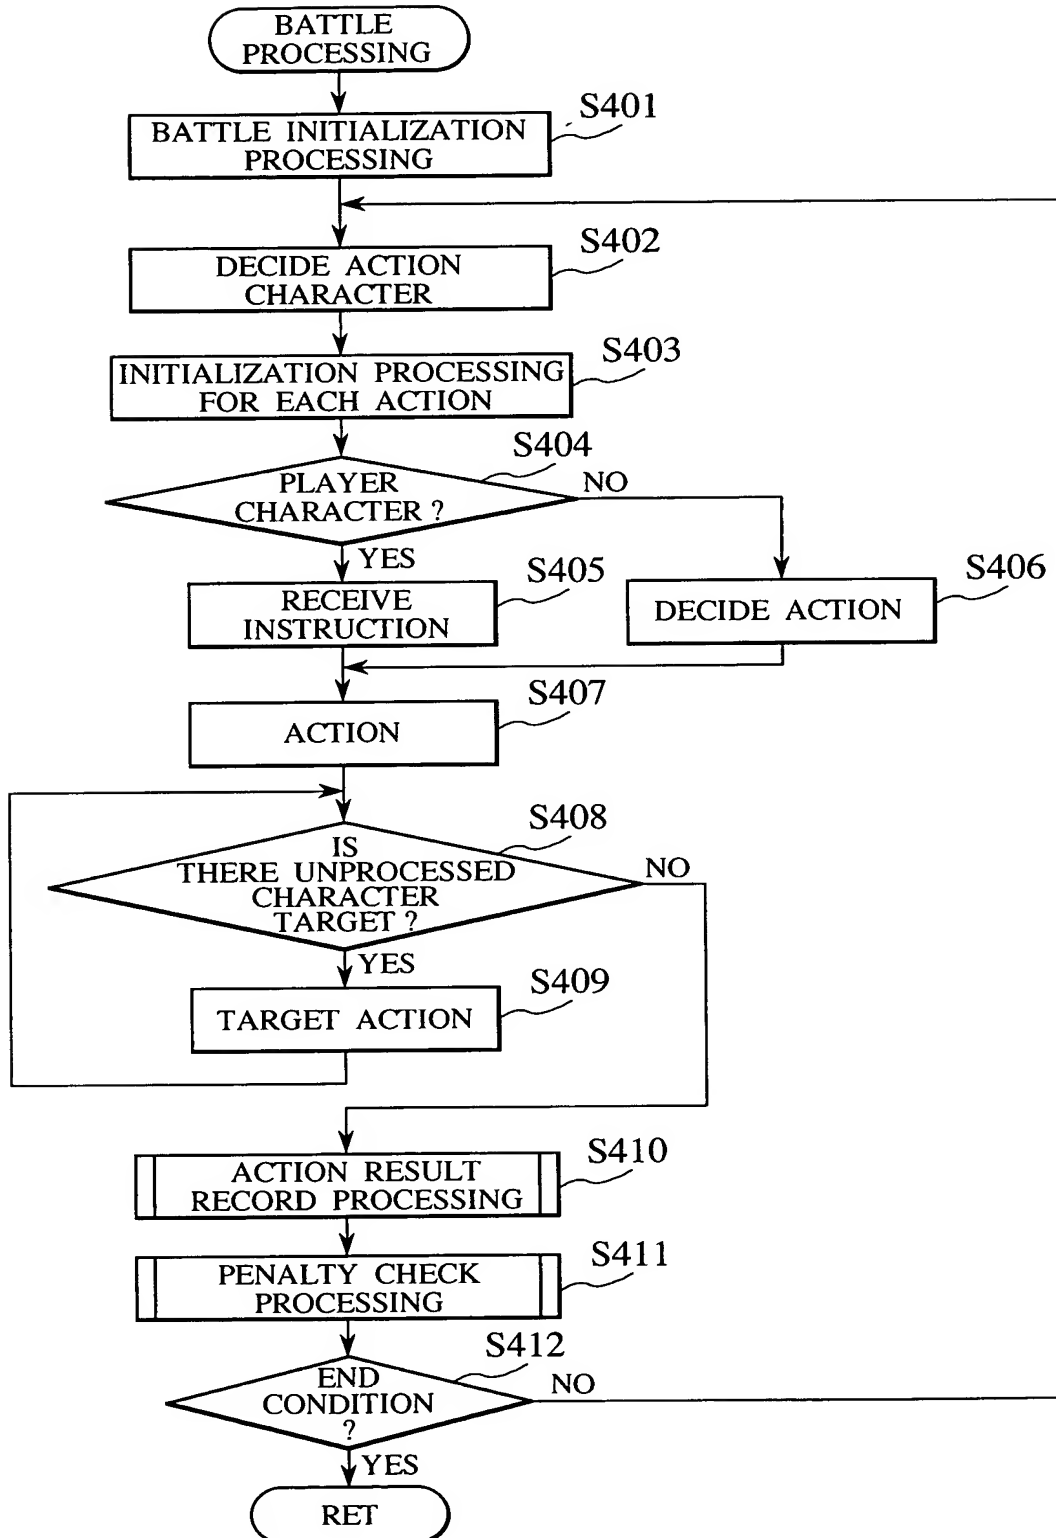 BATTLE
PROCESSING
S401
BATTLE INITIALIZATION
PROCESSING
S402
DECIDE ACTION
CHARACTER
S403
INITIALIZATION PROCESSING
FOR EACH ACTION
S404
PLAYER
CHARACTER ?
NO
YES
S405
RECEIVE
INSTRUCTION
S406
DECIDE ACTION
S407
ACTION
S408
IS
THERE UNPROCESSED
CHARACTER
TARGET ?
NO
YES
S409
TARGET ACTION
S410
ACTION RESULT
RECORD PROCESSING
S411
PENALTY CHECK
PROCESSING
S412
END
CONDITION
?
NO
YES
RET